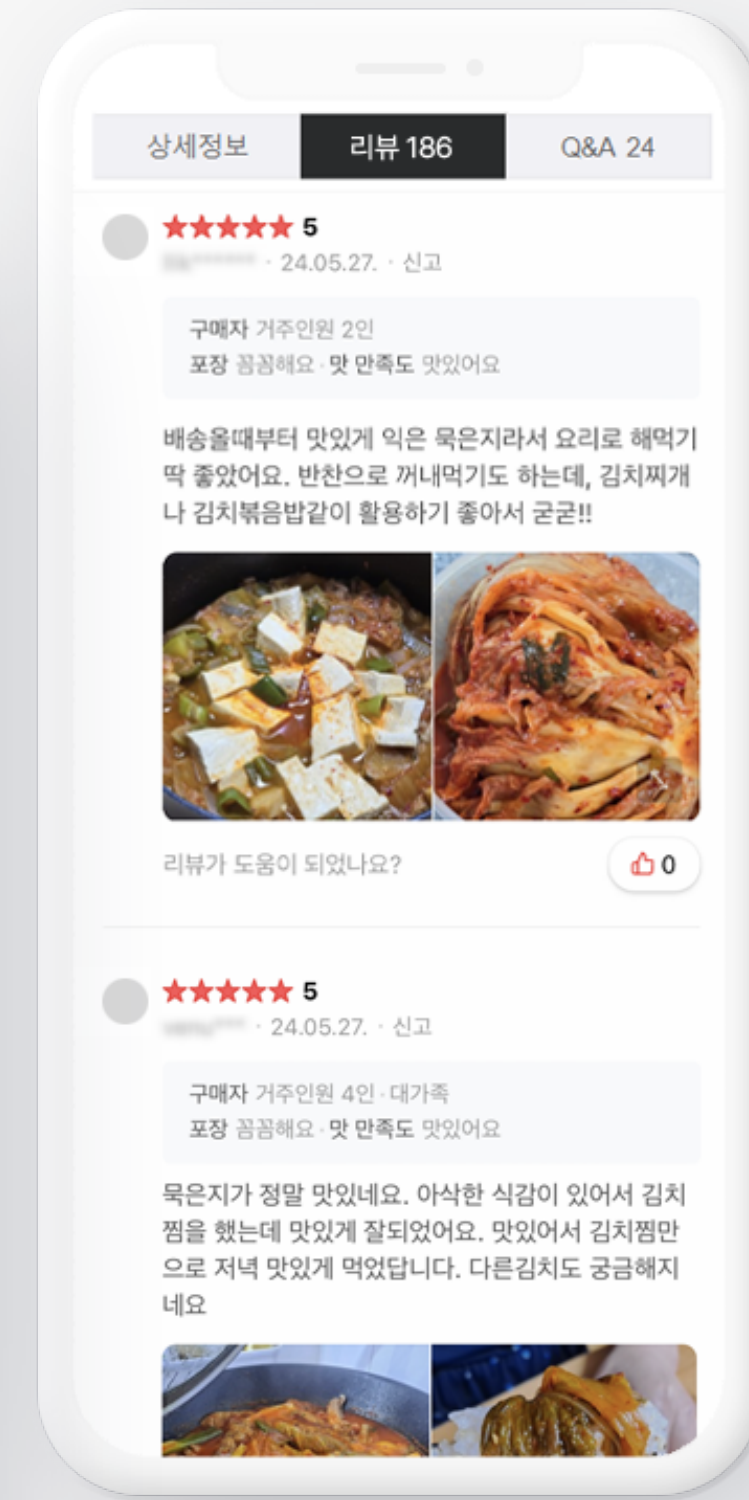 상세정보
리뷰 186
Q&A 24
5
· 24.05.27. · 신고
구매자 거주인원 2인
포장 꼼꼼해요 · 맛 만족도 맛있어요
배송올때부터 맛있게 익은 묵은지라서 요리로 해먹기
딱 좋았어요. 반찬으로 꺼내먹기도 하는데, 김치찌개
나 김치볶음밥같이 활용하기 좋아서 굳굳!!
리뷰가 도움이 되었나요?
0
5
· 24.05.27. · 신고
구매자 거주인원 4인 · 대가족
포장 꼼꼼해요 · 맛 만족도 맛있어요
묵은지가 정말 맛있네요. 아삭한 식감이 있어서 김치
찜을 했는데 맛있게 잘되었어요. 맛있어서 김치찜만
으로 저녁 맛있게 먹었답니다. 다른김치도 궁금해지
네요